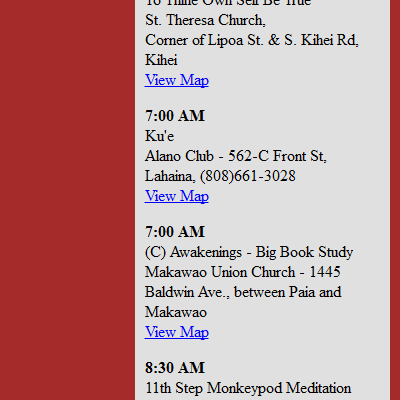 To Thine Own Self Be True
St. Theresa Church,
Corner of Lipoa St. & S. Kihei Rd,
Kihei
View Map
7:00 AM
Ku'e
Alano Club - 562-C Front St,
Lahaina, (808)661-3028
View Map
7:00 AM
(C) Awakenings - Big Book Study
Makawao Union Church - 1445
Baldwin Ave., between Paia and
Makawao
View Map
8:30 AM
11th Step Monkeypod Meditation